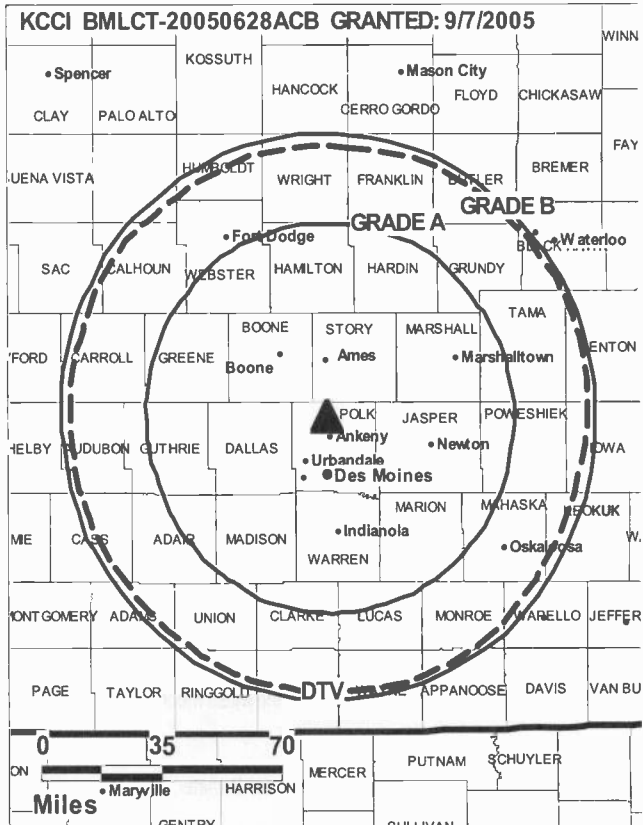 KCCI BMLCT-20050628ACB GRANTED: 9/7/2005
WINN
KOSSUTH
Spencer
Mason City
HANCOCK
FLOYD
CHICKASAW
CERRO GORDO
CLAY
PALO ALTO
FAY
HUMBOLDT
BREMER
UENA VISTA
WRIGHT
FRANKLIN
BUTLER
GRADE B
GRADE A
Fort Dodge
Waterloo
SAC
CALHOUN
WEBSTER
HAMILTON
HARDIN
GRUNDY
TAMA
BOONE
STORY
MARSHALL
CARROLL
GREENE
Boone
Ames
Marshalltown
ENTON
POLK
JASPER
POWESHIEK
Ankeny
Newton
HELBY
AUDUBON
GUTHRIE
DALLAS
IOWA
Urbandale
Des Moines
MARION
MAHASKA
KEOKUK
MIE
CASS
ADAIR
MADISON
Indianola
WARREN
Oskaloosa
MONTGOMERY
ADAMS
UNION
CLARKE
LUCAS
MONROE
WAPELLO
JEFFER
PAGE
TAYLOR
RINGGOLD
DTV
WAYNE
APPANOOSE
DAVIS
VAN BU
0 35 70
PUTNAM
SCHUYLER
ON
MERCER
Maryville
HARRISON
Miles
GENTRY
SULLIVAN